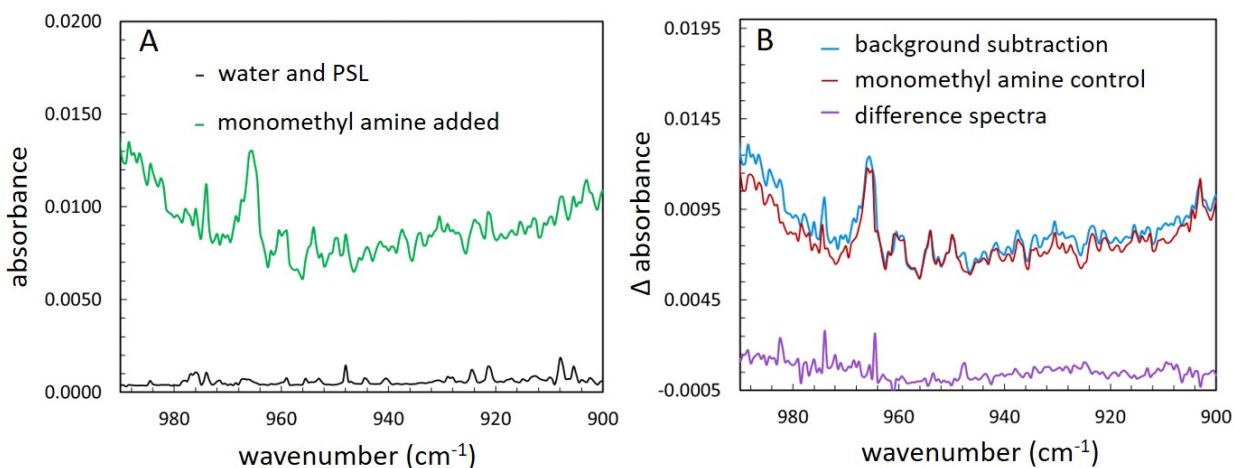 A
water and PSL
monomethyl amine added
0.0200
0.0150
0.0100
0.0050
0.0000
absorbance
980
960
940
920
900
wavenumber (cm⁻¹)
B
background subtraction
monomethyl amine control
difference spectra
0.0195
0.0145
0.0095
0.0045
-0.0005
Δ absorbance
980
960
940
920
900
wavenumber (cm⁻¹)